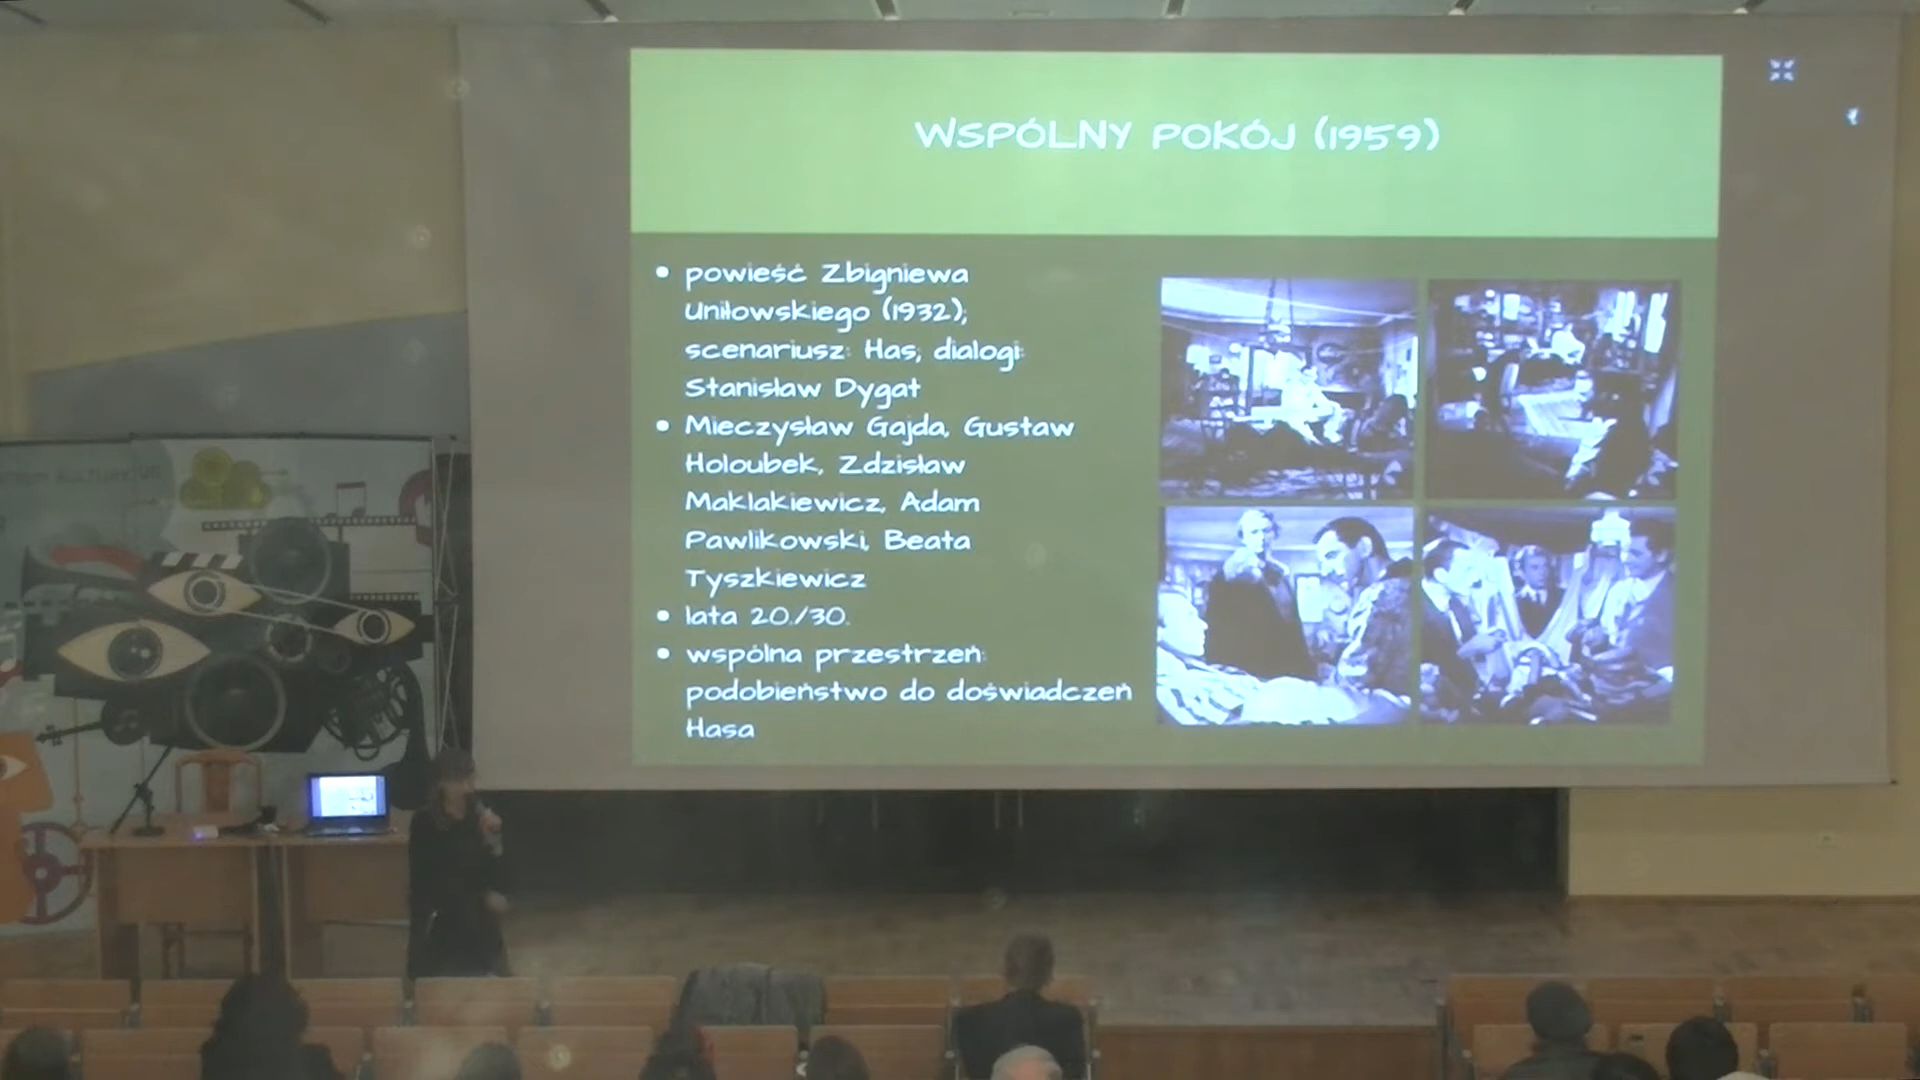 WSPÓLNY POKÓJ (1959)
• powieść Zbigniewa
Uniłowskiego (1932);
scenariusz: Has, dialogi:
Stanisław Dygat
• Mieczysław Gajda, Gustaw
Holoubek, Zdzisław
Maklakiewicz, Adam
Pawlikowski, Beata
Tyszkiewicz
• lata 20./30.
• wspólna przestrzeń:
podobieństwo do doświadczeń
Hasa